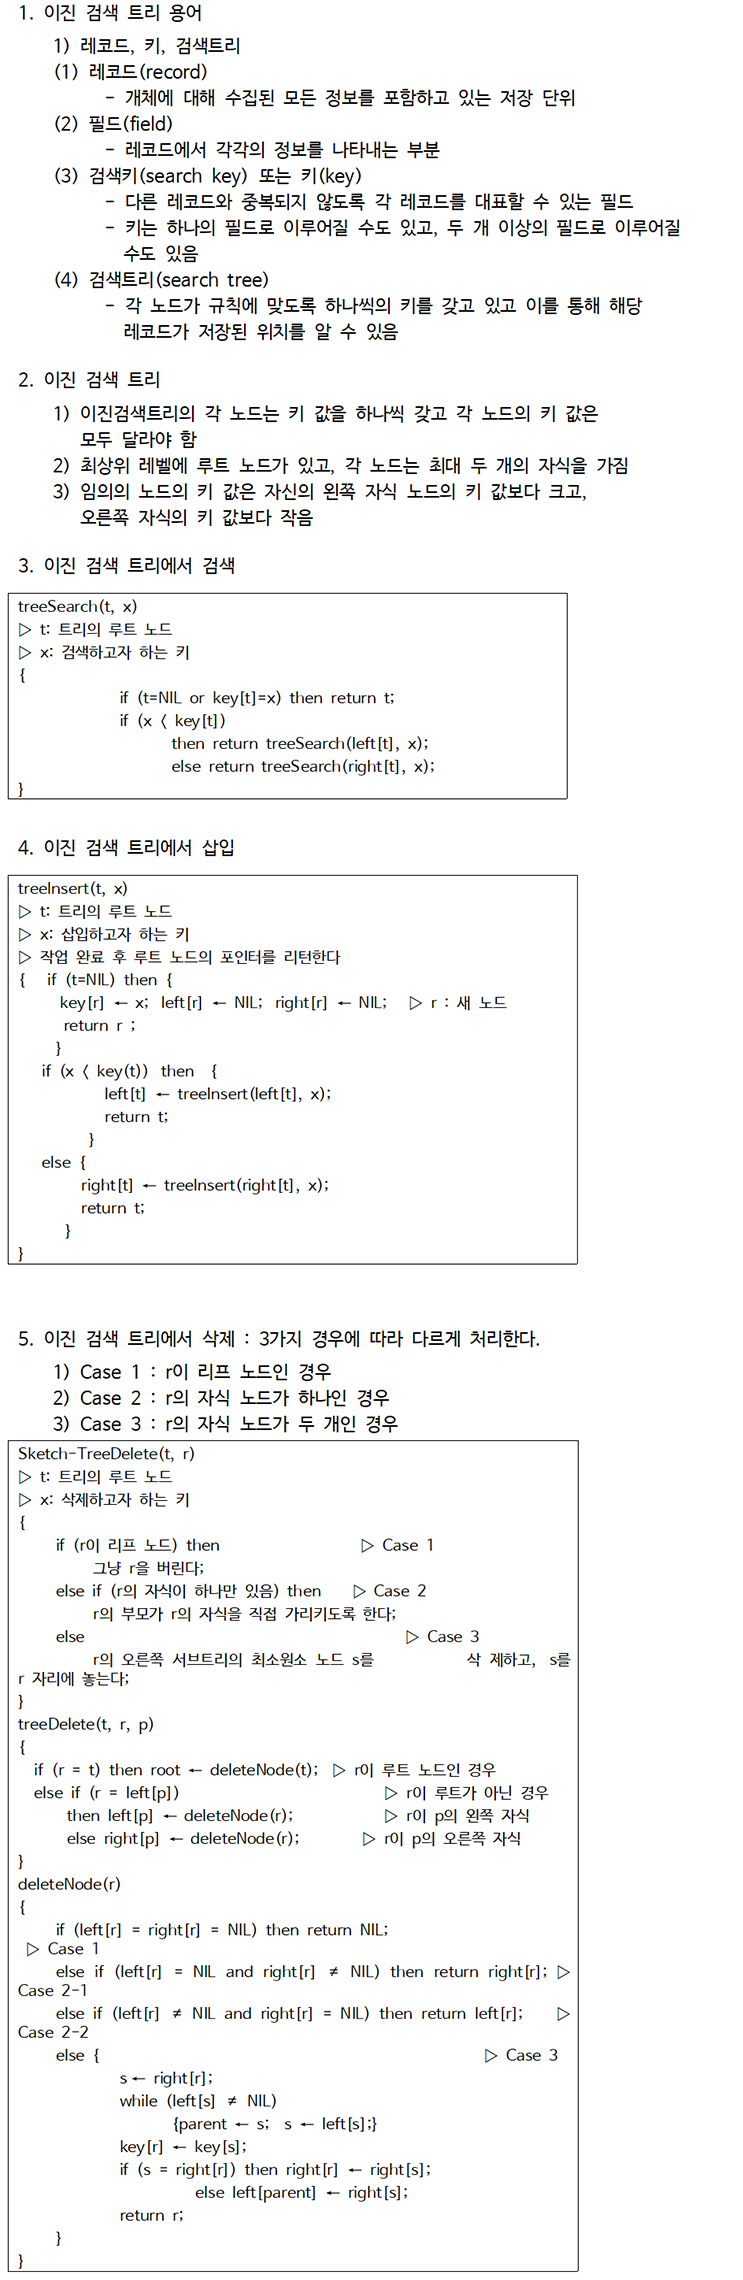 1. 이진 검색 트리 용어
1) 레코드, 키, 검색트리
(1) 레코드(record)
- 개체에 대해 수집된 모든 정보를 포함하고 있는 저장 단위
(2) 필드(field)
- 레코드에서 각각의 정보를 나타내는 부분
(3) 검색키(search key) 또는 키(key)
- 다른 레코드와 중복되지 않도록 각 레코드를 대표할 수 있는 필드
- 키는 하나의 필드로 이루어질 수도 있고, 두 개 이상의 필드로 이루어질
수도 있음
(4) 검색트리(search tree)
- 각 노드가 규칙에 맞도록 하나씩의 키를 갖고 있고 이를 통해 해당
레코드가 저장된 위치를 알 수 있음
2. 이진 검색 트리
1) 이진검색트리의 각 노드는 키 값을 하나씩 갖고 각 노드의 키 값은
모두 달라야 함
2) 최상위 레벨에 루트 노드가 있고, 각 노드는 최대 두 개의 자식을 가짐
3) 임의의 노드의 키 값은 자신의 왼쪽 자식 노드의 키 값보다 크고,
오른쪽 자식의 키 값보다 작음
3. 이진 검색 트리에서 검색
treeSearch(t, x)
▷ t: 트리의 루트 노드
▷ x: 검색하고자 하는 키
{
if (t=NIL or key[t]=x) then return t;
if (x < key[t])
then return treeSearch(left[t], x);
else return treeSearch(right[t], x);
}
4. 이진 검색 트리에서 삽입
treeInsert(t, x)
▷ t: 트리의 루트 노드
▷ x: 삽입하고자 하는 키
▷ 작업 완료 후 루트 노드의 포인터를 리턴한다
{ if (t=NIL) then {
key[r] ← x; left[r] ← NIL; right[r] ← NIL; ▷ r : 새 노드
return r ;
}
if (x < key(t)) then {
left[t] ← treeInsert(left[t], x);
return t;
}
else {
right[t] ← treeInsert(right[t], x);
return t;
}
}
5. 이진 검색 트리에서 삭제 : 3가지 경우에 따라 다르게 처리한다.
1) Case 1 : r이 리프 노드인 경우
2) Case 2 : r의 자식 노드가 하나인 경우
3) Case 3 : r의 자식 노드가 두 개인 경우
Sketch-TreeDelete(t, r)
▷ t: 트리의 루트 노드
▷ x: 삭제하고자 하는 키
{
if (r이 리프 노드) then ▷ Case 1
그냥 r을 버린다;
else if (r의 자식이 하나만 있음) then ▷ Case 2
r의 부모가 r의 자식을 직접 가리키도록 한다;
else ▷ Case 3
r의 오른쪽 서브트리의 최소원소 노드 s를 삭 제하고, s를
r 자리에 놓는다;
}
treeDelete(t, r, p)
{
if (r = t) then root ← deleteNode(t); ▷ r이 루트 노드인 경우
else if (r = left[p]) ▷ r이 루트가 아닌 경우
then left[p] ← deleteNode(r); ▷ r이 p의 왼쪽 자식
else right[p] ← deleteNode(r); ▷ r이 p의 오른쪽 자식
}
deleteNode(r)
{
if (left[r] = right[r] = NIL) then return NIL;
▷ Case 1
else if (left[r] = NIL and right[r] ≠ NIL) then return right[r]; ▷
Case 2-1
else if (left[r] ≠ NIL and right[r] = NIL) then return left[r]; ▷
Case 2-2
else { ▷ Case 3
s ← right[r];
while (left[s] ≠ NIL)
{parent ← s; s ← left[s];}
key[r] ← key[s];
if (s = right[r]) then right[r] ← right[s];
else left[parent] ← right[s];
return r;
}
}